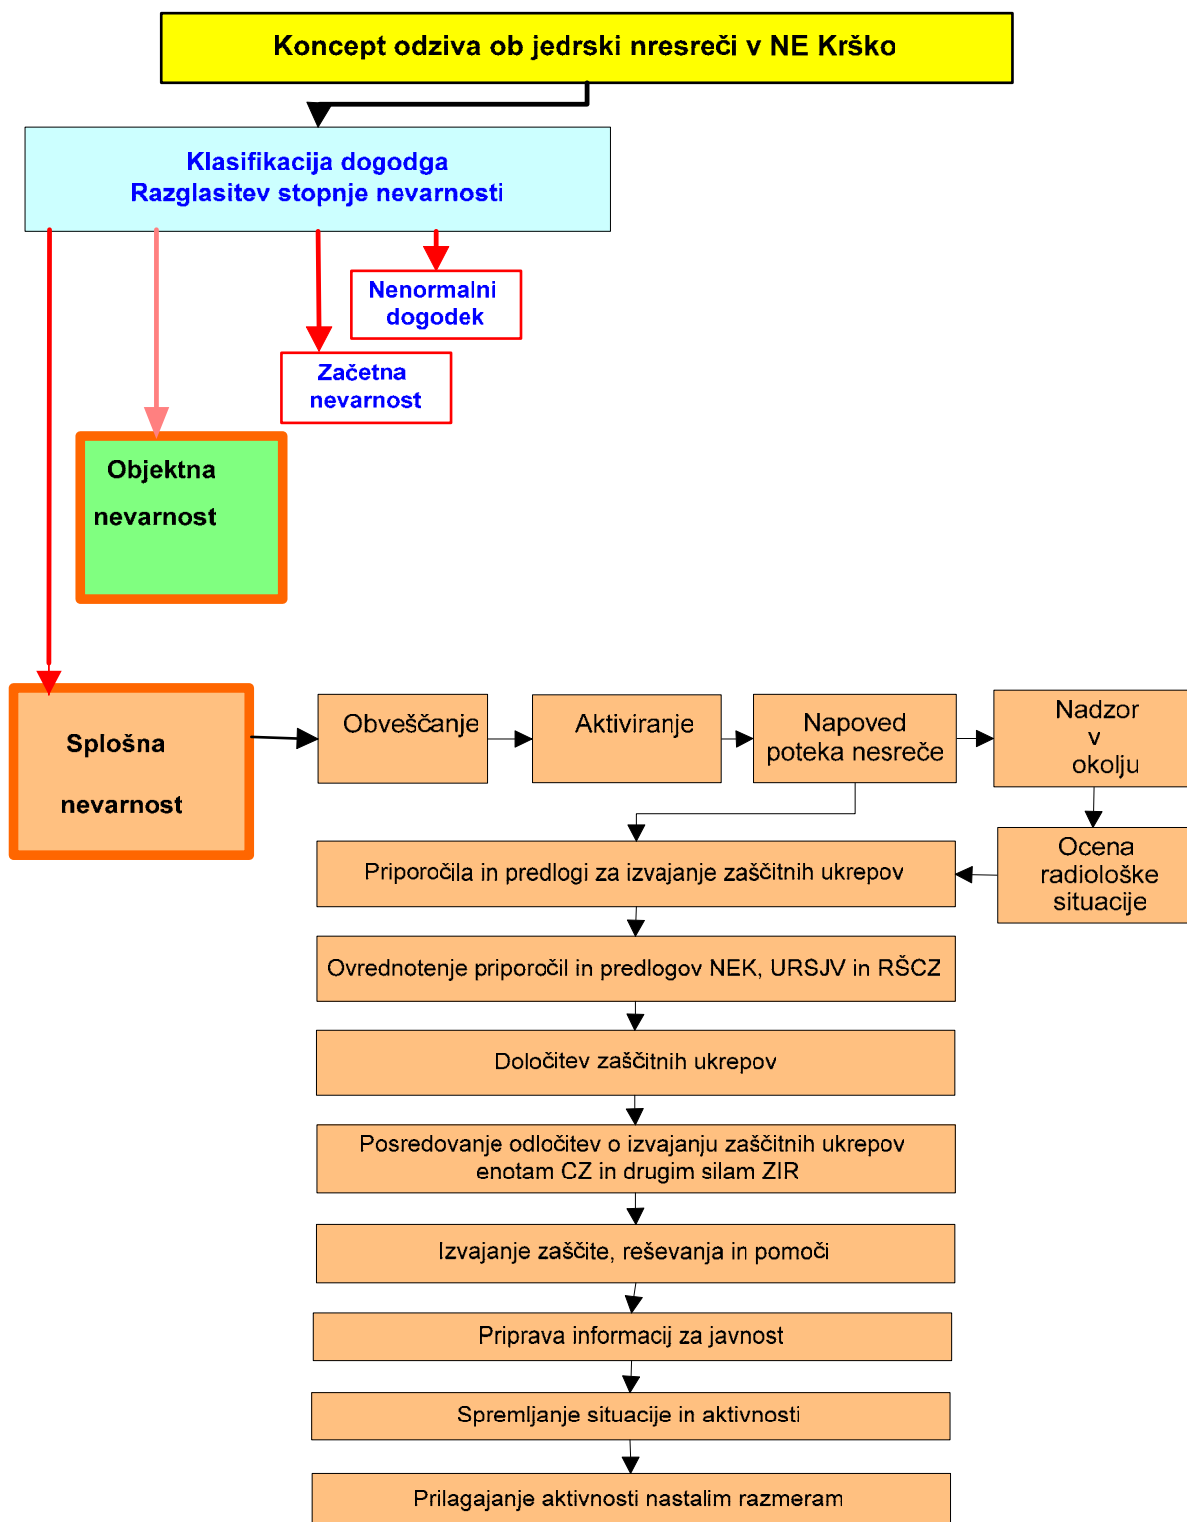 Koncept odziva ob jedrski nresreči v NE Krško
Klasifikacija dogodga
Razglasitev stopnje nevarnosti
Nenormalni
dogodek
Začetna
nevarnost
Objektna
nevarnost
Splošna
nevarnost
Obveščanje
Aktiviranje
Napoved
poteka nesreče
Nadzor
v
okolju
Ocena
radiološke
situacije
Priporočila in predlogi za izvajanje zaščitnih ukrepov
Ovrednotenje priporočil in predlogov NEK, URSJV in RŠCZ
Določitev zaščitnih ukrepov
Posredovanje odločitev o izvajanju zaščitnih ukrepov
enotam CZ in drugim silam ZIR
Izvajanje zaščite, reševanja in pomoči
Priprava informacij za javnost
Spremljanje situacije in aktivnosti
Prilagajanje aktivnosti nastalim razmeram